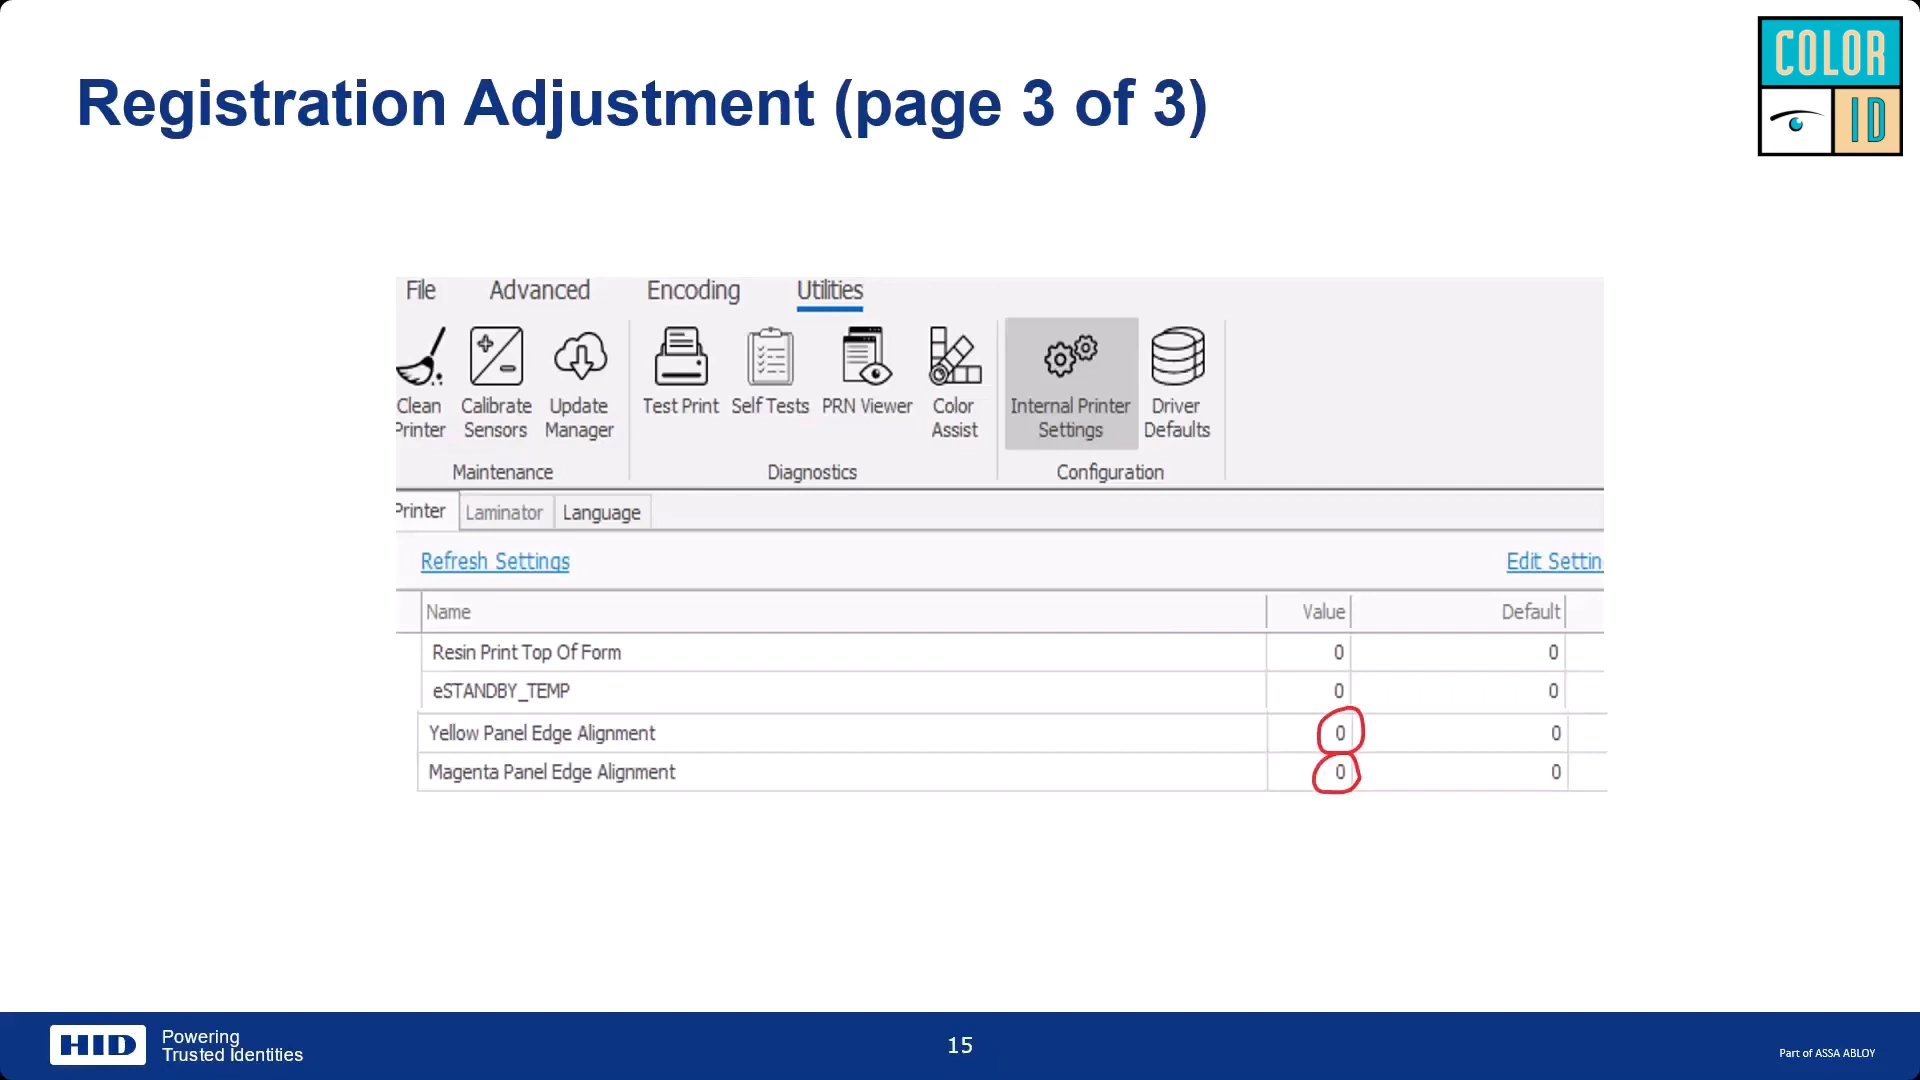 Registration Adjustment (page 3 of 3)
COLOR
ID
File Advanced Encoding Utilities
Clean Printer
Calibrate Sensors
Update Manager
Test Print
Self Tests
PRN Viewer
Color Assist
Internal Printer Settings
Driver Defaults
Maintenance Diagnostics Configuration
Printer Laminator Language
Refresh Settings Edit Settin
Name Value Default
Resin Print Top Of Form 0 0
eSTANDBY_TEMP 0 0
Yellow Panel Edge Alignment 0 0
Magenta Panel Edge Alignment 0 0
HID
Powering
Trusted Identities
15
Part of ASSA ABLOY